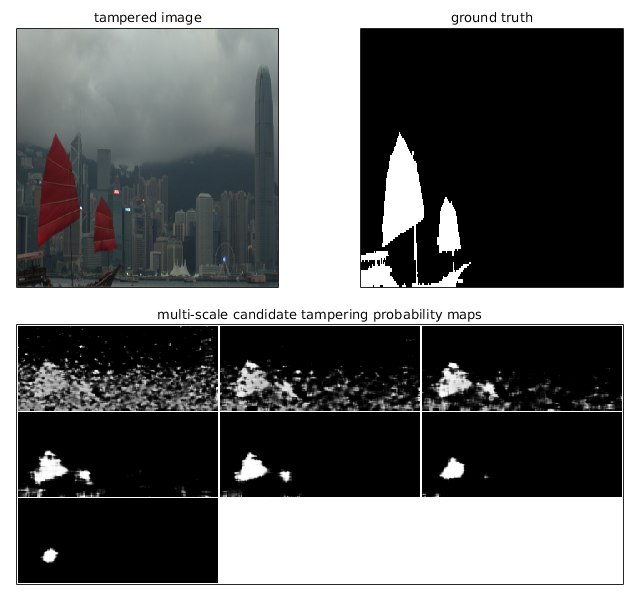 tampered image
ground truth
multi-scale candidate tampering probability maps